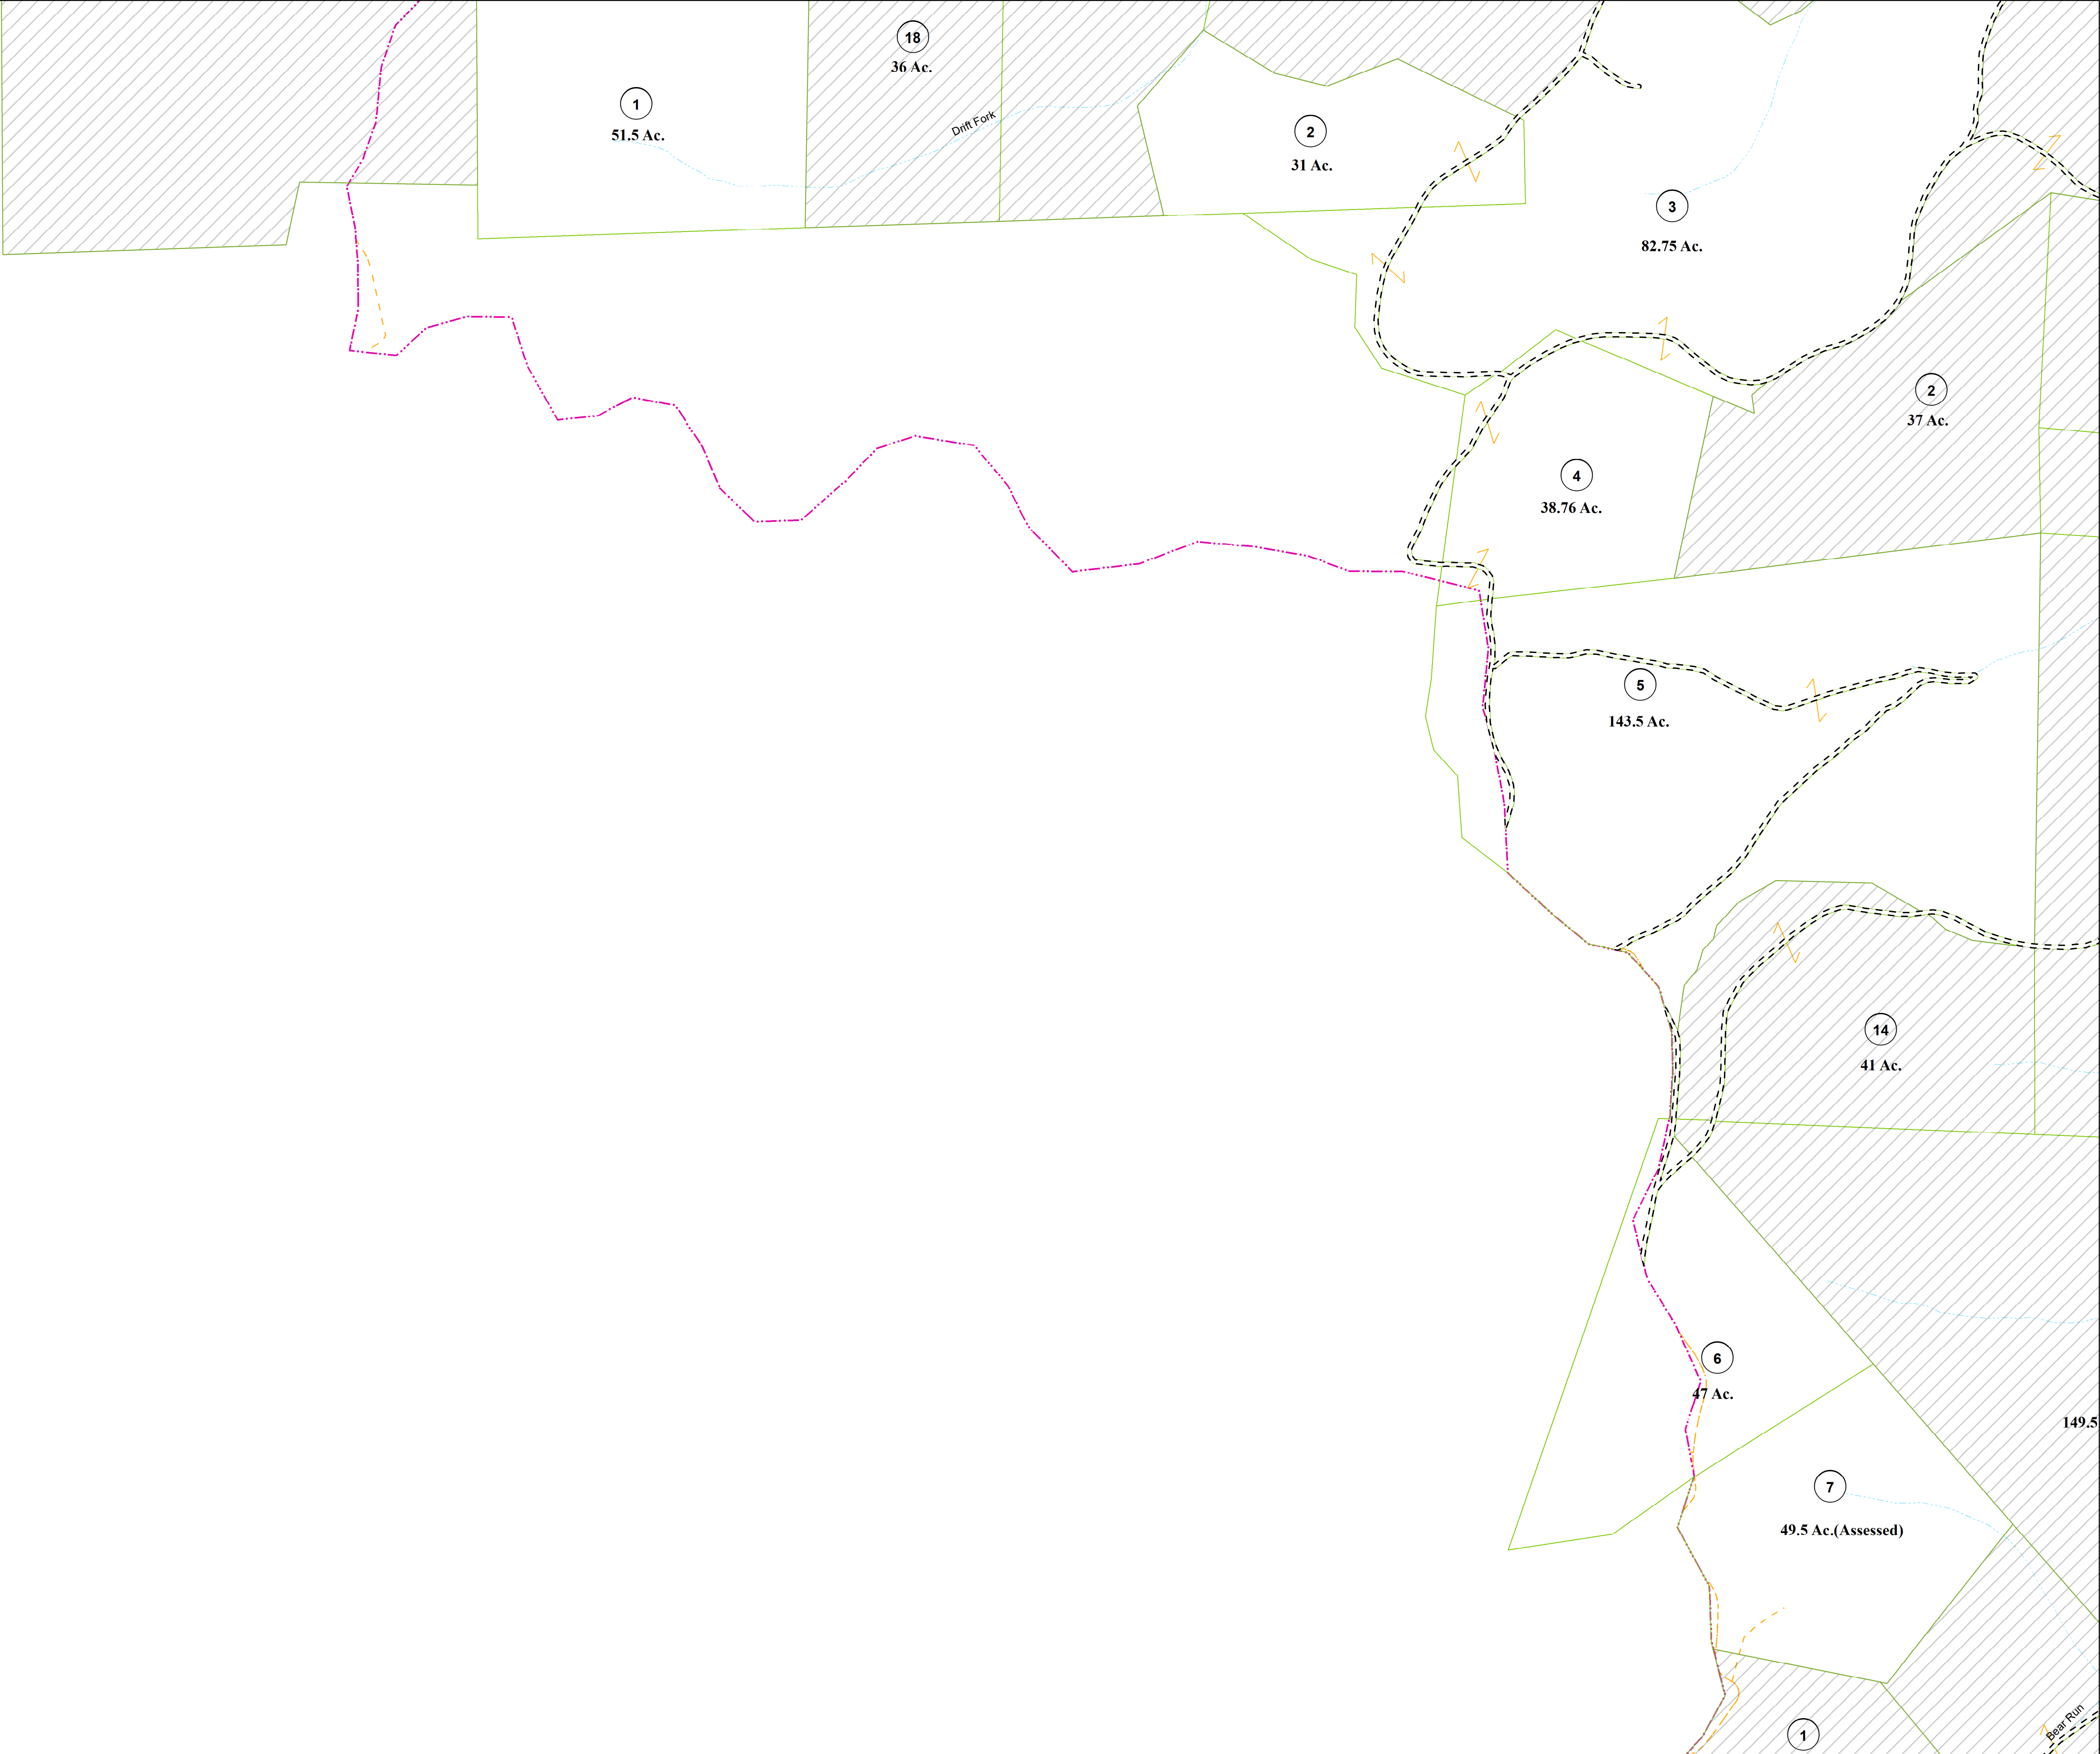 18
36 Ac.
1
51.5 Ac.
Drift Fork
2
31 Ac.
3
82.75 Ac.
2
37 Ac.
4
38.76 Ac.
5
143.5 Ac.
14
41 Ac.
6
47 Ac.
149.5
7
49.5 Ac.(Assessed)
Bear Run
1